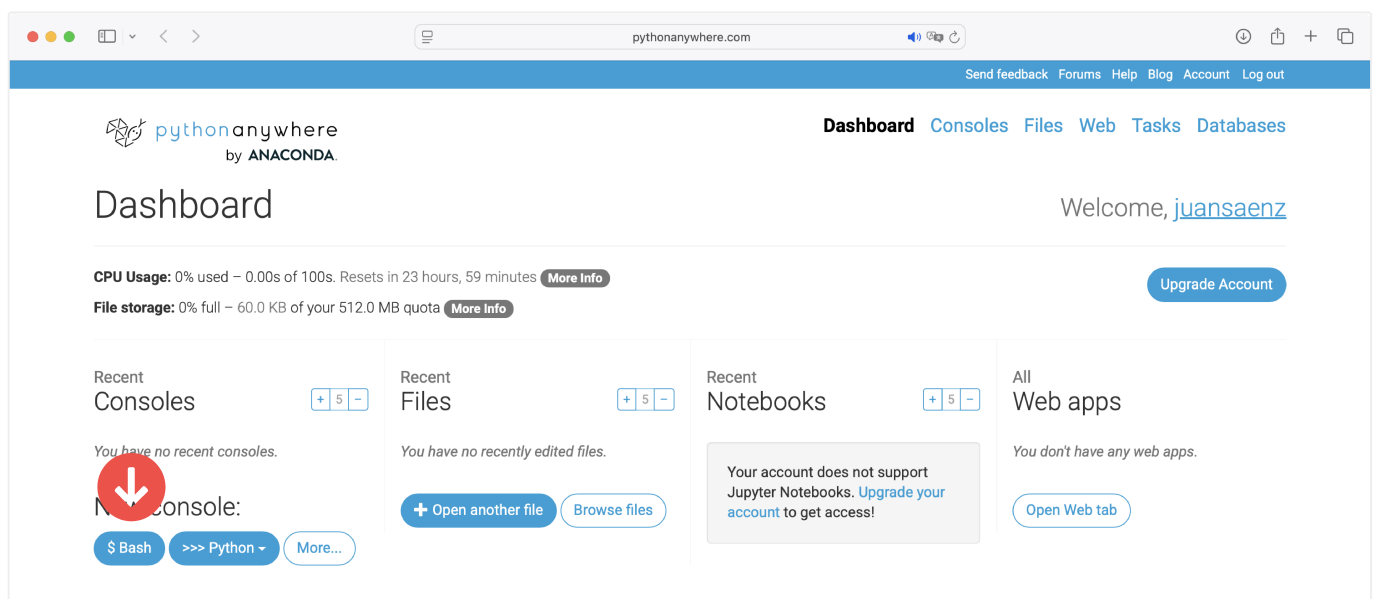 pythonanywhere.com
Send feedback Forums Help Blog Account Log out
pythonanywhere
by ANACONDA.
Dashboard Consoles Files Web Tasks Databases
Dashboard
Welcome, juansaenz
CPU Usage: 0% used – 0.00s of 100s. Resets in 23 hours, 59 minutes More Info
File storage: 0% full – 60.0 KB of your 512.0 MB quota More Info
Upgrade Account
Recent
Consoles
+ 5 −
You have no recent consoles.
console:
$ Bash >>> Python More...
Recent
Files
+ 5 −
You have no recently edited files.
Open another file Browse files
Recent
Notebooks
+ 5 −
Your account does not support
Jupyter Notebooks. Upgrade your
account to get access!
All
Web apps
You don't have any web apps.
Open Web tab